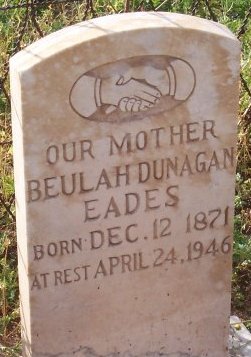 OUR MOTHER
BEULAH DUNAGAN
EADES
BORN DEC. 12 1871
AT REST APRIL 24, 1946